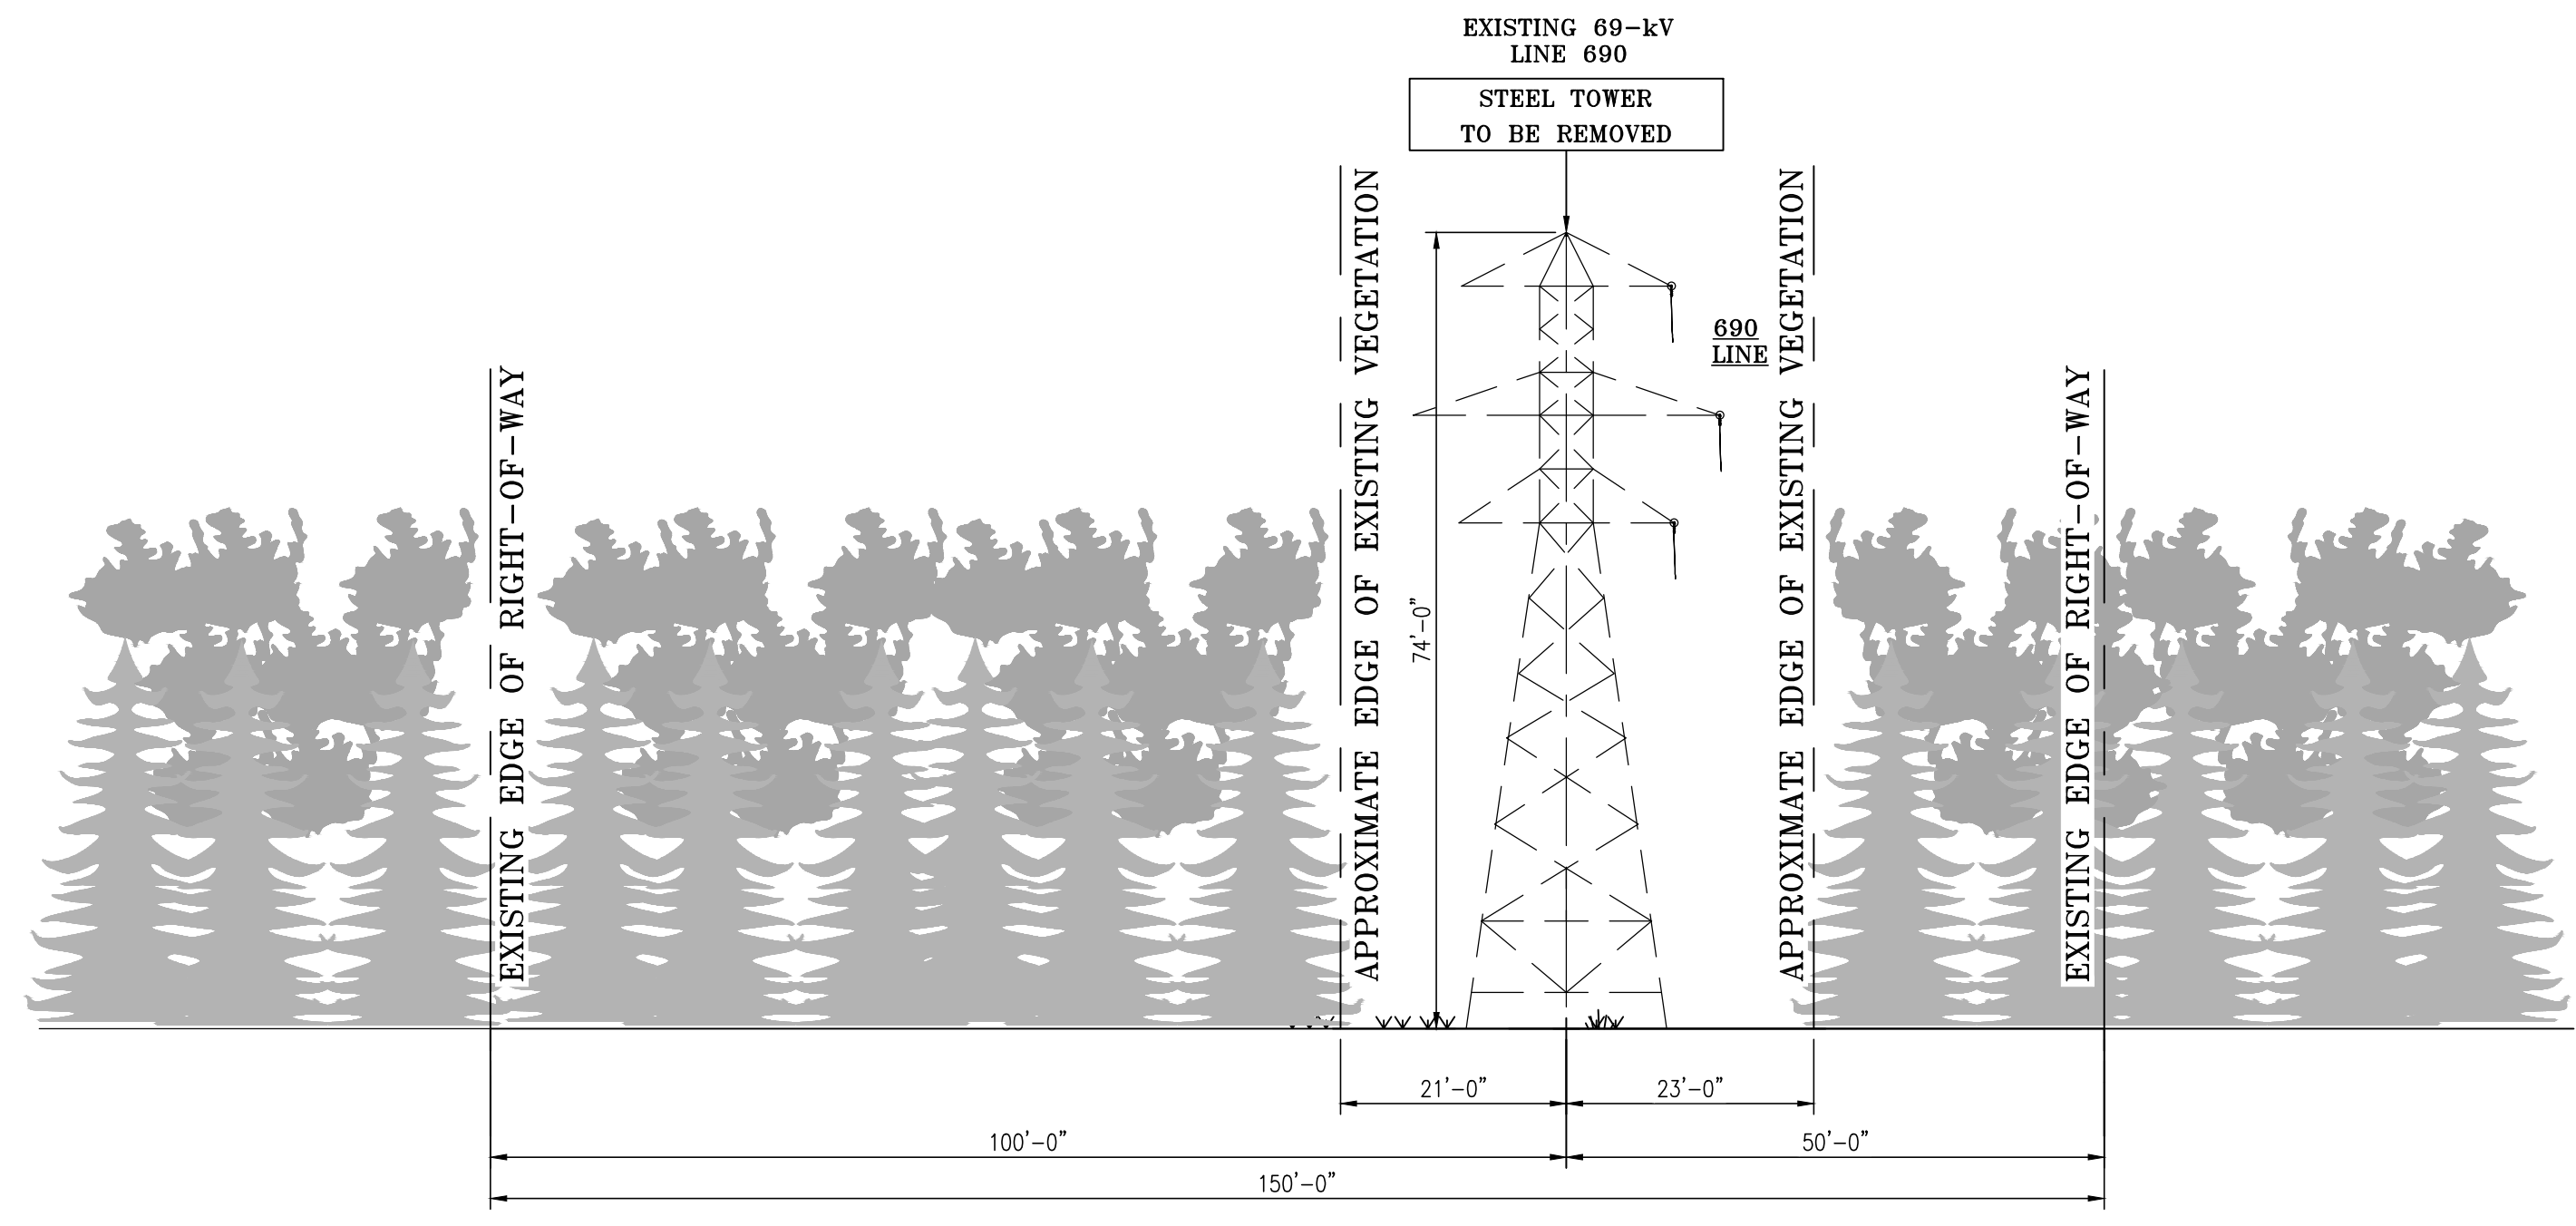 EXISTING 69-kV
LINE 690
STEEL TOWER
TO BE REMOVED
EXISTING EDGE OF RIGHT-OF-WAY
APPROXIMATE EDGE OF EXISTING VEGETATION
74'-0"
690
LINE
APPROXIMATE EDGE OF EXISTING VEGETATION
EXISTING EDGE OF RIGHT-OF-WAY
21'-0"
23'-0"
100'-0"
50'-0"
150'-0"